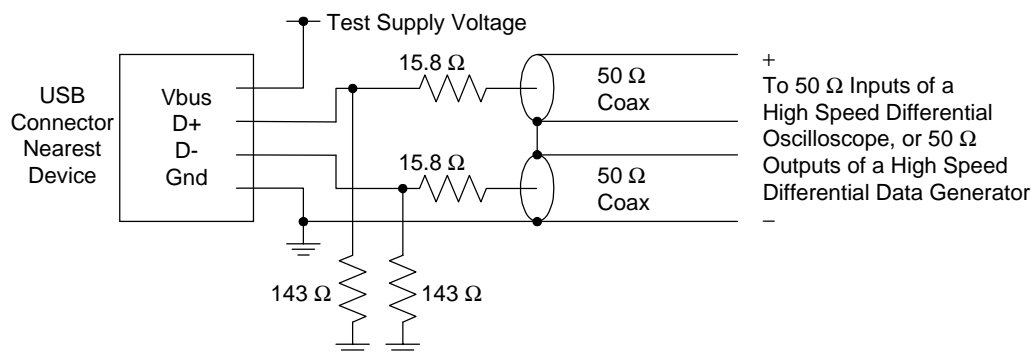 Test Supply Voltage
USB
Connector
Nearest
Device
Vbus
D+
D-
Gnd
15.8 Ω
15.8 Ω
143 Ω
143 Ω
50 Ω
Coax
50 Ω
Coax
+
To 50 Ω Inputs of a
High Speed Differential
Oscilloscope, or 50 Ω
Outputs of a High Speed
Differential Data Generator
−